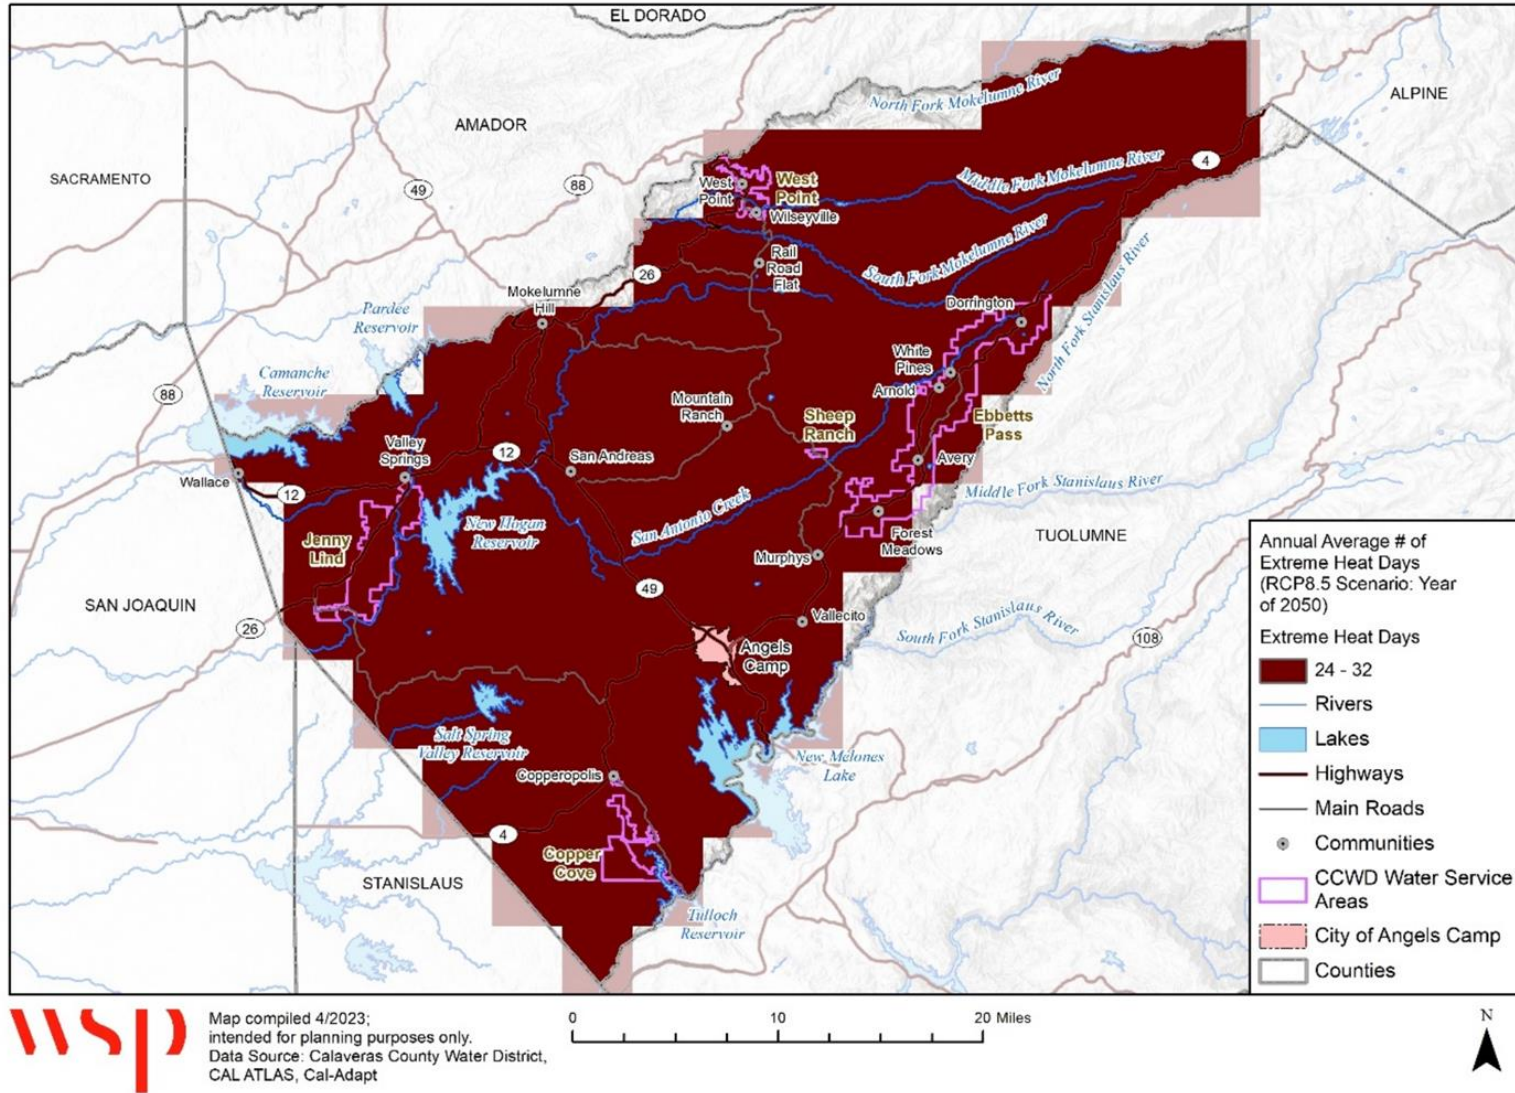 EL DORADO
ALPINE
North Fork Mokelumne River
AMADOR
SACRAMENTO
4
Middle Fork Mokelumne River
49
88
West
Point
West
Point
Wilseyville
South Fork Mokelumne River
Rail
Road
Flat
26
North Fork Stanislaus River
Mokelumne
Hill
Dorrington
Pardee
Reservoir
White
Pines
Arnold
Camanche
Reservoir
88
Mountain
Ranch
Sheep
Ranch
Ebbetts
Pass
Valley
Springs
12
San Andreas
Avery
Wallace
12
Middle Fork Stanislaus River
San Antonio Creek
New Hogan
Reservoir
Forest
Meadows
TUOLUMNE
Jenny
Lind
Murphys
49
SAN JOAQUIN
26
Vallecito
South Fork Stanislaus River
108
Angels
Camp
Salt Spring
Valley Reservoir
New Melones
Lake
Copperopolis
4
Copper
Cove
STANISLAUS
Tulloch
Reservoir
Annual Average # of
Extreme Heat Days
(RCP8.5 Scenario: Year
of 2050)
Extreme Heat Days
24 - 32
Rivers
Lakes
Highways
Main Roads
Communities
CCWD Water Service
Areas
City of Angels Camp
Counties
wsp
Map compiled 4/2023;
intended for planning purposes only.
Data Source: Calaveras County Water District,
CAL ATLAS, Cal-Adapt
0 10 20 Miles
N